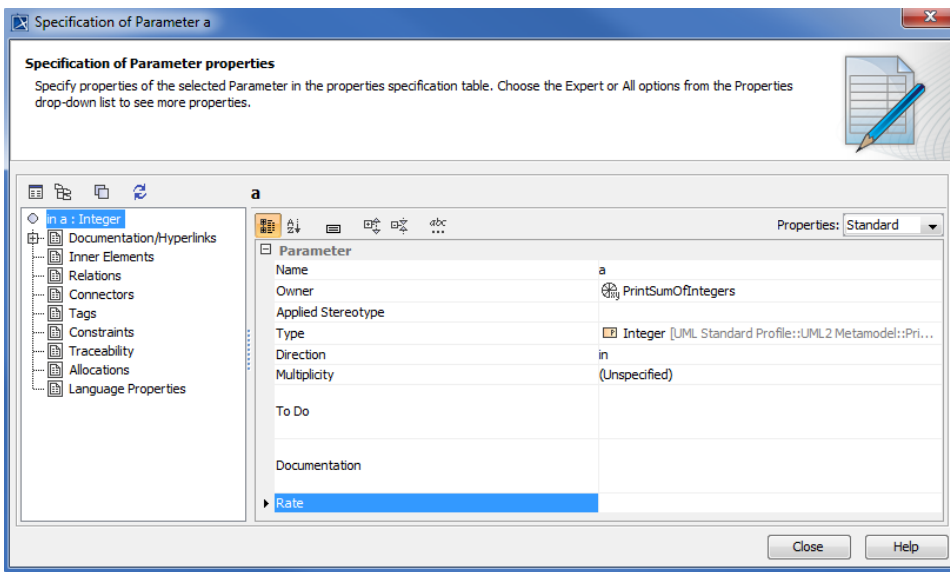 Specification of Parameter a
Specification of Parameter properties
Specify properties of the selected Parameter in the properties specification table. Choose the Expert or All options from the Properties
drop-down list to see more properties.
a
in a : Integer
Documentation/Hyperlinks
Inner Elements
Relations
Connectors
Tags
Constraints
Traceability
Allocations
Language Properties
abc
Properties: Standard
Parameter
Name a
Owner PrintSumOfIntegers
Applied Stereotype
Type Integer [UML Standard Profile::UML2 Metamodel::Pri...
Direction in
Multiplicity (Unspecified)
To Do
Documentation
Rate
Close Help